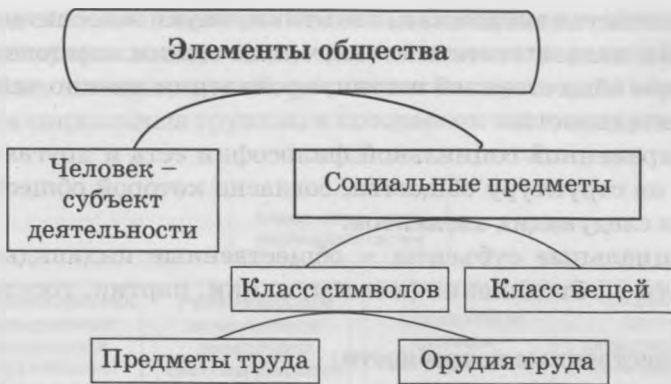 Элементы общества
Человек –
субъект
деятельности
Социальные предметы
Класс символов
Класс вещей
Предметы труда
Орудия труда